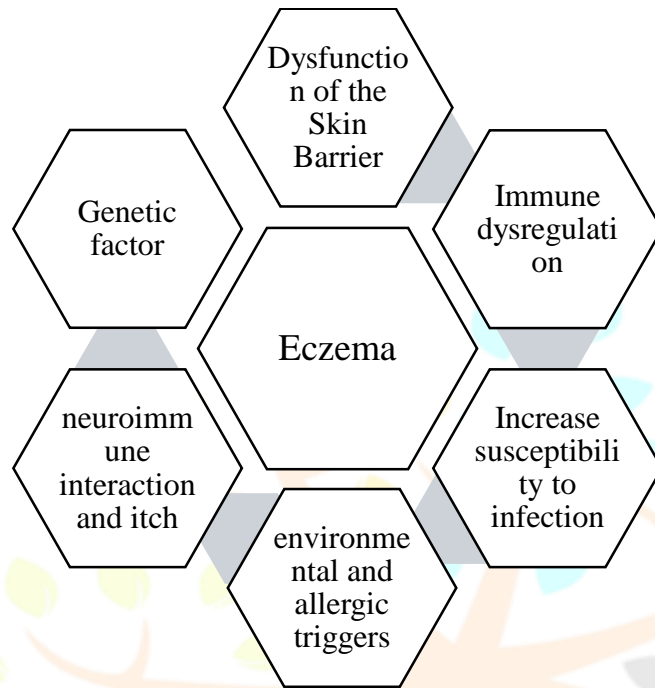 Dysfunctio
n of the
Skin
Barrier
Immune
dysregulati
on
Increase
susceptibili
ty to
infection
environme
ntal and
allergic
triggers
neuroimm
une
interaction
and itch
Genetic
factor
Eczema